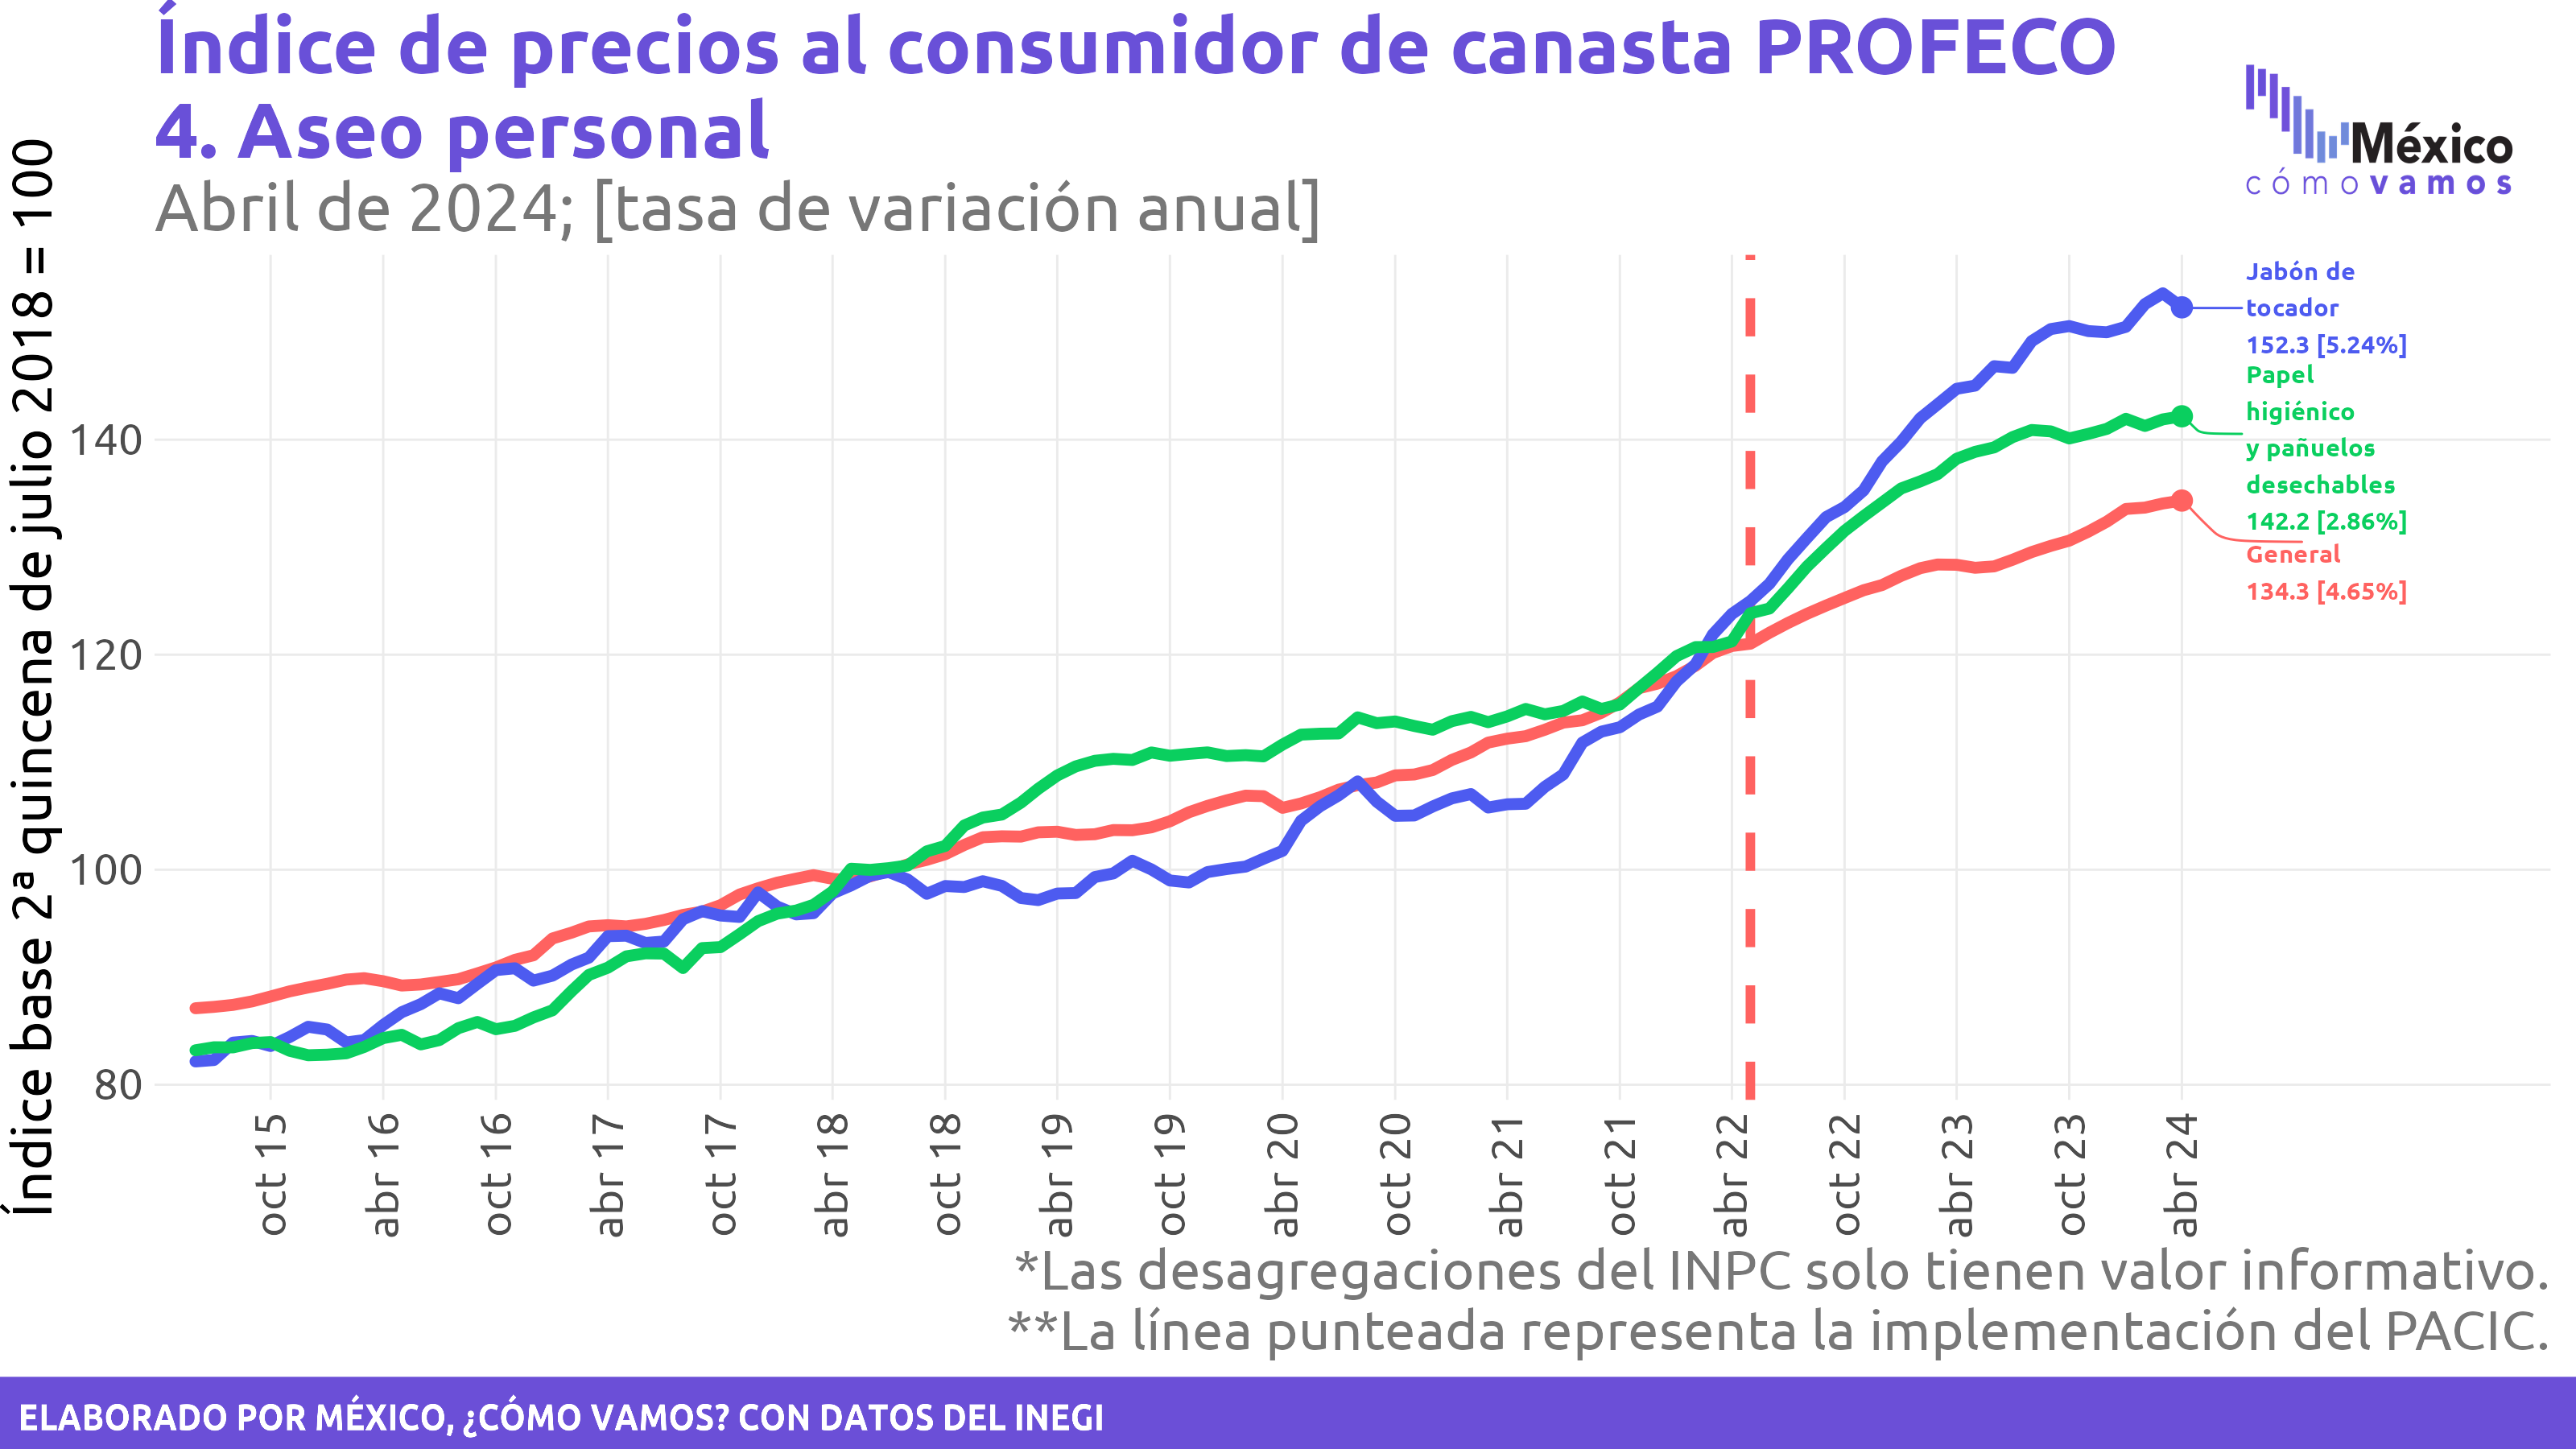 Índice de precios al consumidor de canasta PROFECO
4. Aseo personal
Abril de 2024; [tasa de variación anual]
México
cómo vamos
Índice base 2ª quincena de julio 2018 = 100
140
120
100
80
Jabón de
tocador
152.3 [5.24%]
Papel
higiénico
y pañuelos
desechables
142.2 [2.86%]
General
134.3 [4.65%]
oct 15
abr 16
oct 16
abr 17
oct 17
abr 18
oct 18
abr 19
oct 19
abr 20
oct 20
abr 21
oct 21
abr 22
oct 22
abr 23
oct 23
abr 24
*Las desagregaciones del INPC solo tienen valor informativo.
**La línea punteada representa la implementación del PACIC.
ELABORADO POR MÉXICO, ¿CÓMO VAMOS? CON DATOS DEL INEGI